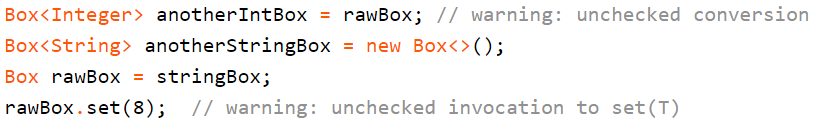 Box<Integer> anotherIntBox = rawBox; // warning: unchecked conversion
Box<String> anotherStringBox = new Box<>();
Box rawBox = stringBox;
rawBox.set(8);  // warning: unchecked invocation to set(T)